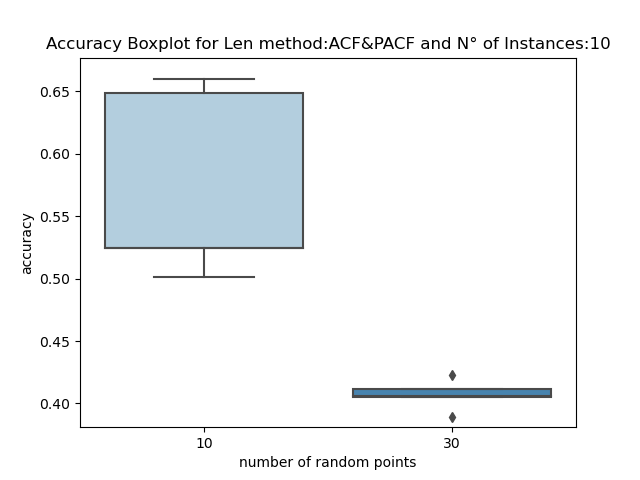 Accuracy Boxplot for Len method:ACF&PACF and N° of Instances:10
0.65
0.60
0.55
0.50
0.45
0.40
accuracy
10 30
number of random points